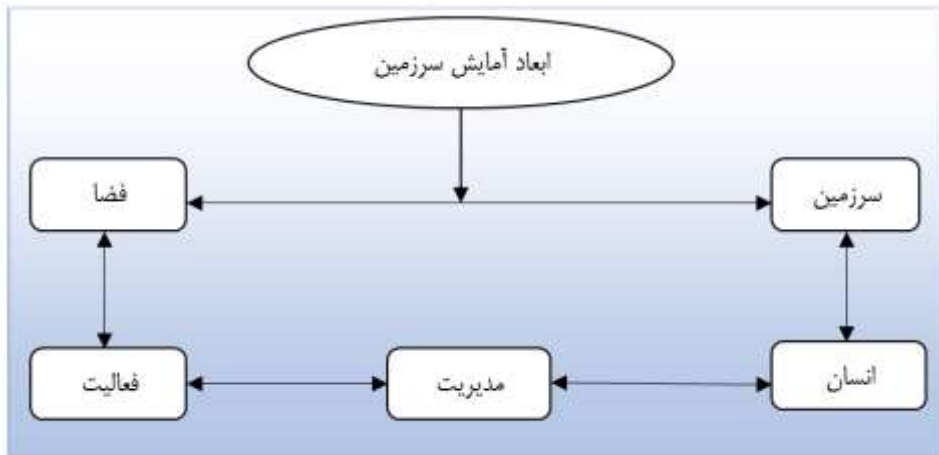 ابعاد آمایش سرزمین
سرزمین
فضا
انسان
مدیریت
فعالیت